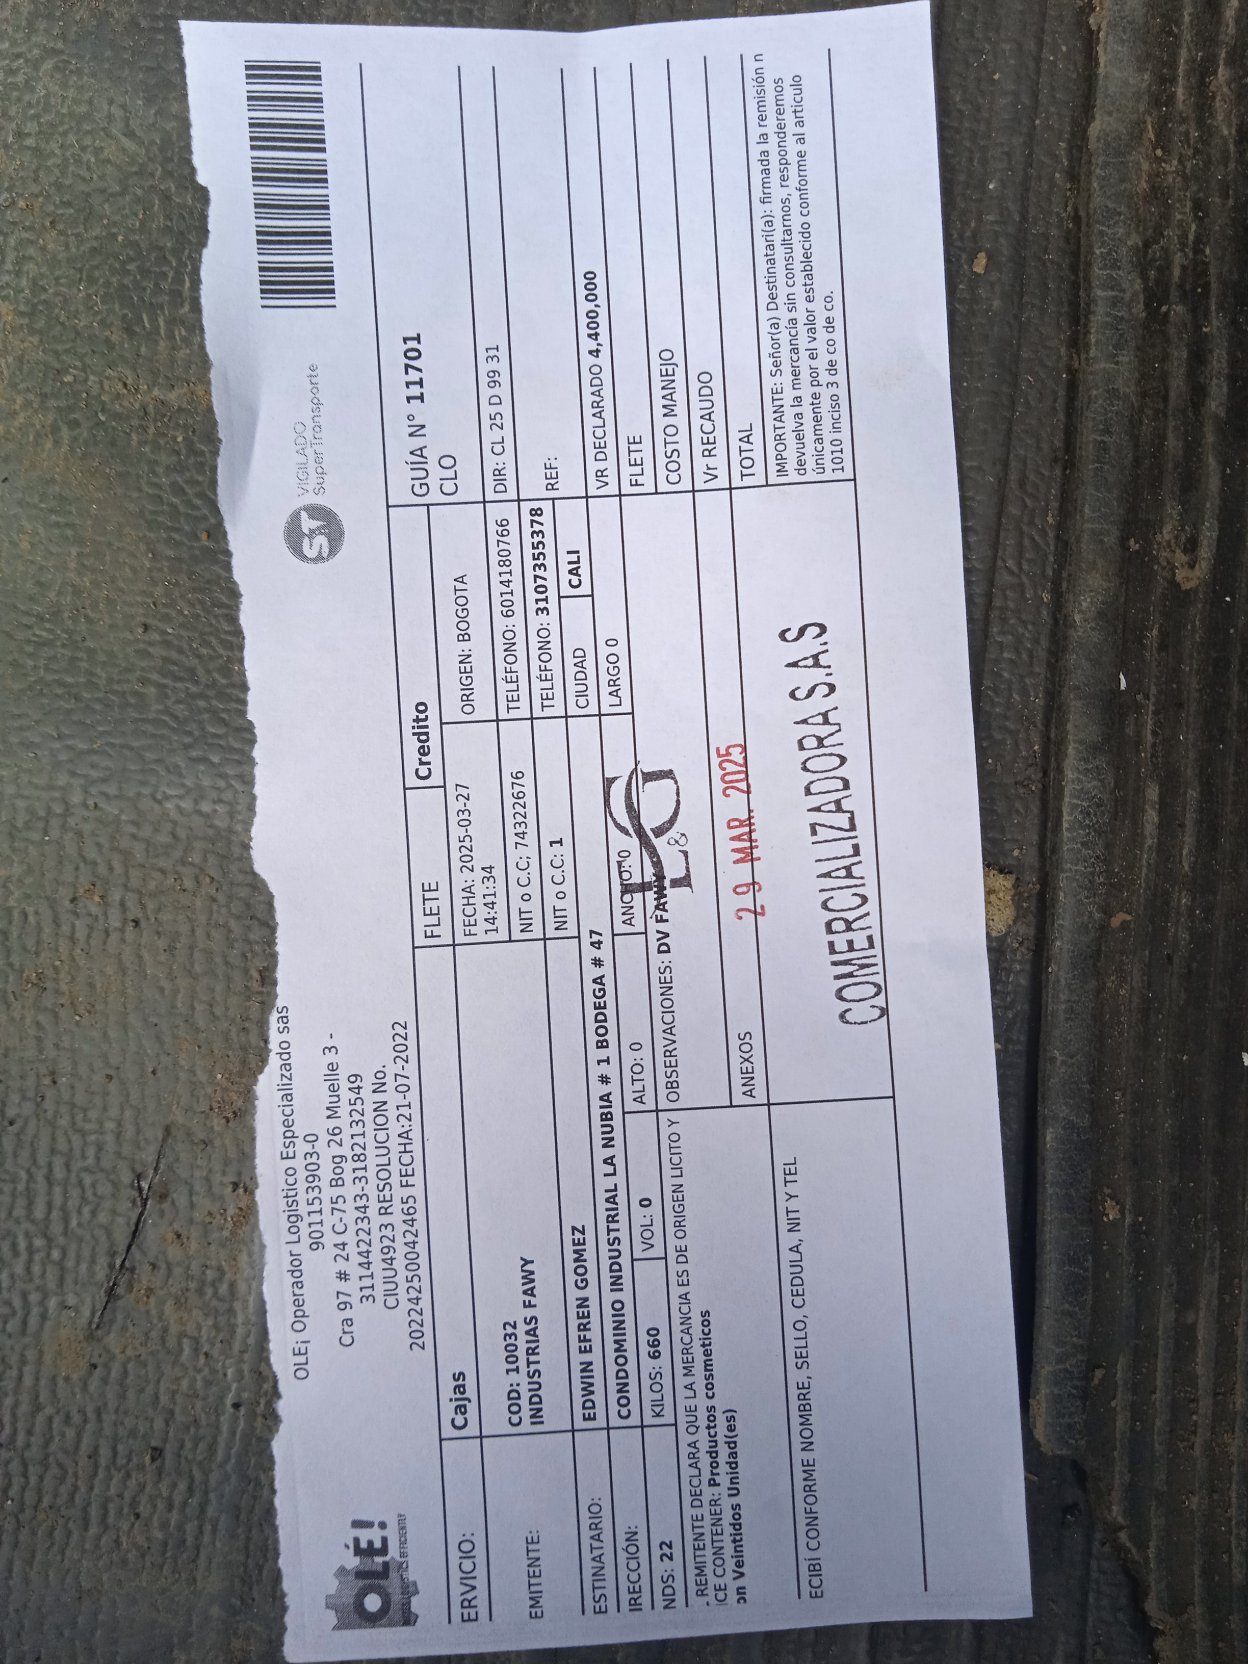 OLÉ!
OLE¡ Operador Logistico Especializado sas
901153903-0
Cra 97 # 24 C-75 Bog 26 Muelle 3 -
3114422343-3182132549
CIUU4923 RESOLUCION No.
20224250042465 FECHA:21-07-2022
ST VIGILADO
SuperTransporte
ERVICIO: Cajas FLETE Credito GUÍA N° 11701
CLO
EMITENTE: COD: 10032
INDUSTRIAS FAWY
FECHA: 2025-03-27
14:41:34
ORIGEN: BOGOTA
NIT o C.C; 74322676 TELÉFONO: 6014180766 DIR: CL 25 D 99 31
ESTINATARIO: EDWIN EFREN GOMEZ NIT o C.C: 1 TELÉFONO: 3107355378 REF:
IRECCIÓN: CONDOMINIO INDUSTRIAL LA NUBIA # 1 BODEGA # 47 CIUDAD CALI VR DECLARADO 4,400,000
NDS: 22 KILOS: 660 VOL: 0 ALTO: 0 LARGO 0 FLETE
. REMITENTE DECLARA QUE LA MERCANCIA ES DE ORIGEN LICITO Y
ICE CONTENER: Productos cosmeticos
on Veintidos Unidad(es)
OBSERVACIONES: DV FAWY
COSTO MANEJO
Vr RECAUDO
ANEXOS
TOTAL
L&G
29 MAR. 2025
COMERCIALIZADORA S.A.S
ECIBÍ CONFORME NOMBRE, SELLO, CEDULA, NIT Y TEL
IMPORTANTE: Señor(a) Destinatari(a): firmada la remisión n
devuelva la mercancía sin consultarnos, responderemos
únicamente por el valor establecido conforme al articulo
1010 inciso 3 de co de co.